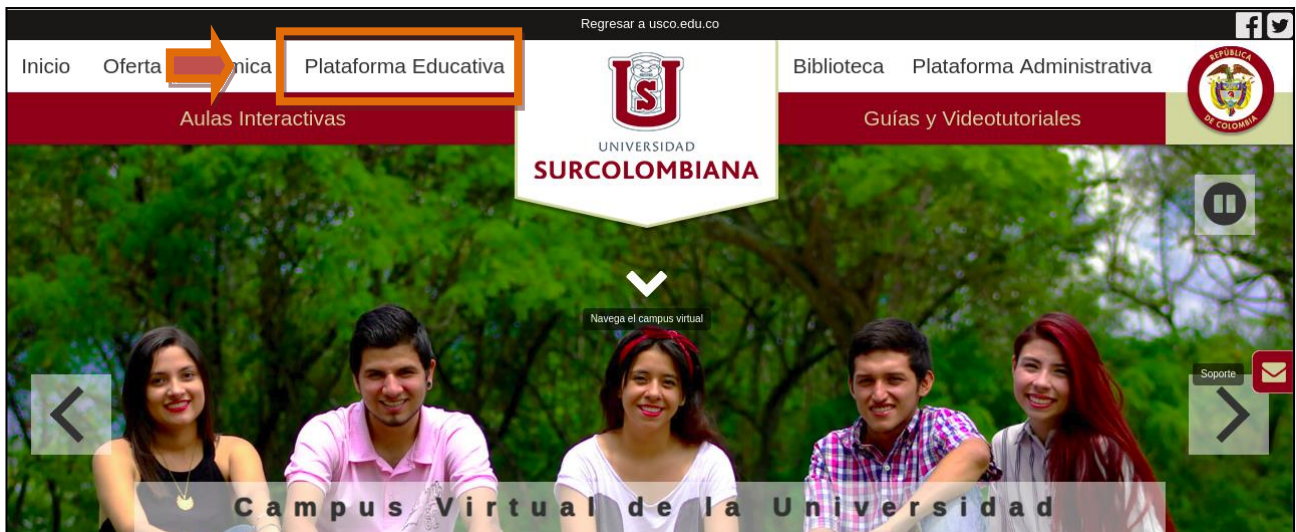 Regresar a usco.edu.co
Inicio Oferta mica Plataforma Educativa
Biblioteca Plataforma Administrativa
Aulas Interactivas
Guías y Videotutoriales
UNIVERSIDAD
SURCOLOMBIANA
REPÚBLICA
DE COLOMBIA
Navega el campus virtual
Soporte
Campus Virtual de la Universidad